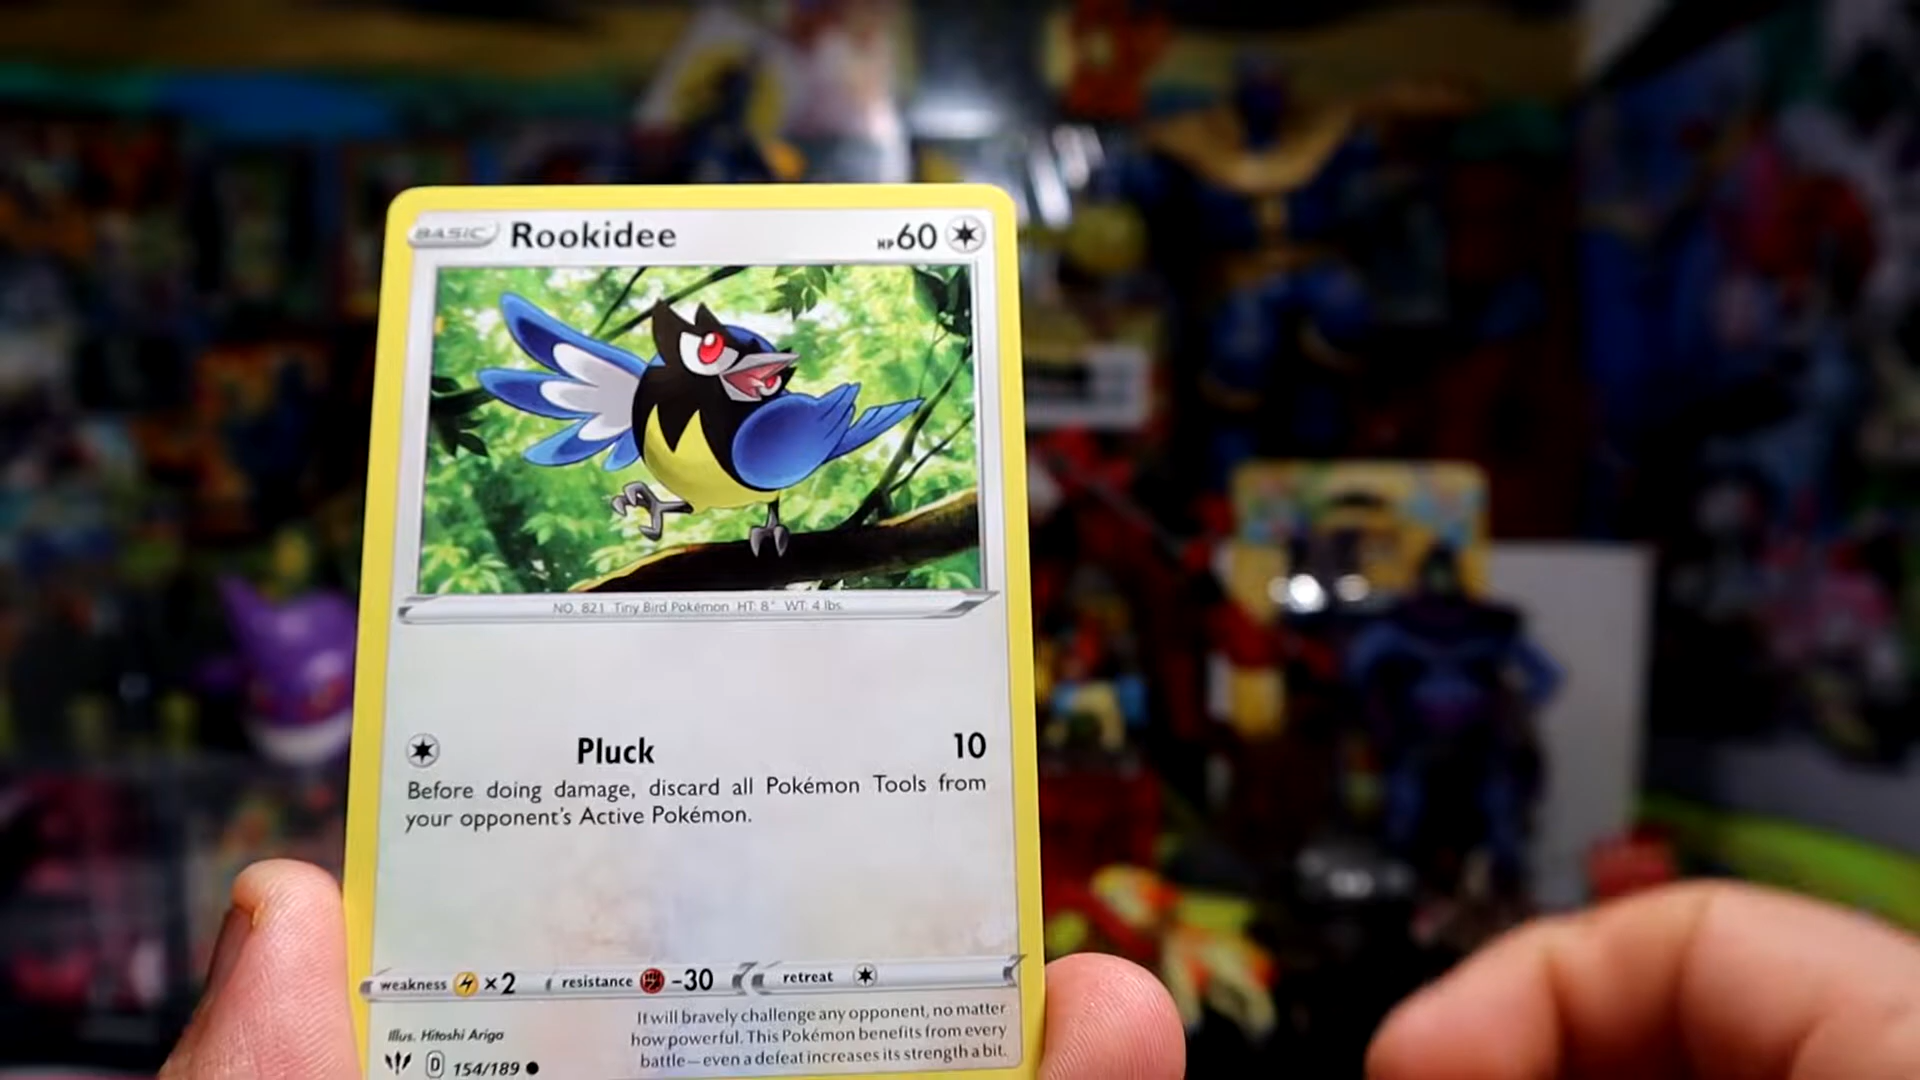 BASIC Rookidee HP 60
NO. 821 Tiny Bird Pokémon HT: 8" WT: 4 lbs.
Pluck 10
Before doing damage, discard all Pokémon Tools from
your opponent's Active Pokémon.
weakness ×2 resistance -30 retreat
Illus. Hitoshi Ariga
D 154/189
It will bravely challenge any opponent, no matter
how powerful. This Pokémon benefits from every
battle—even a defeat increases its strength a bit.